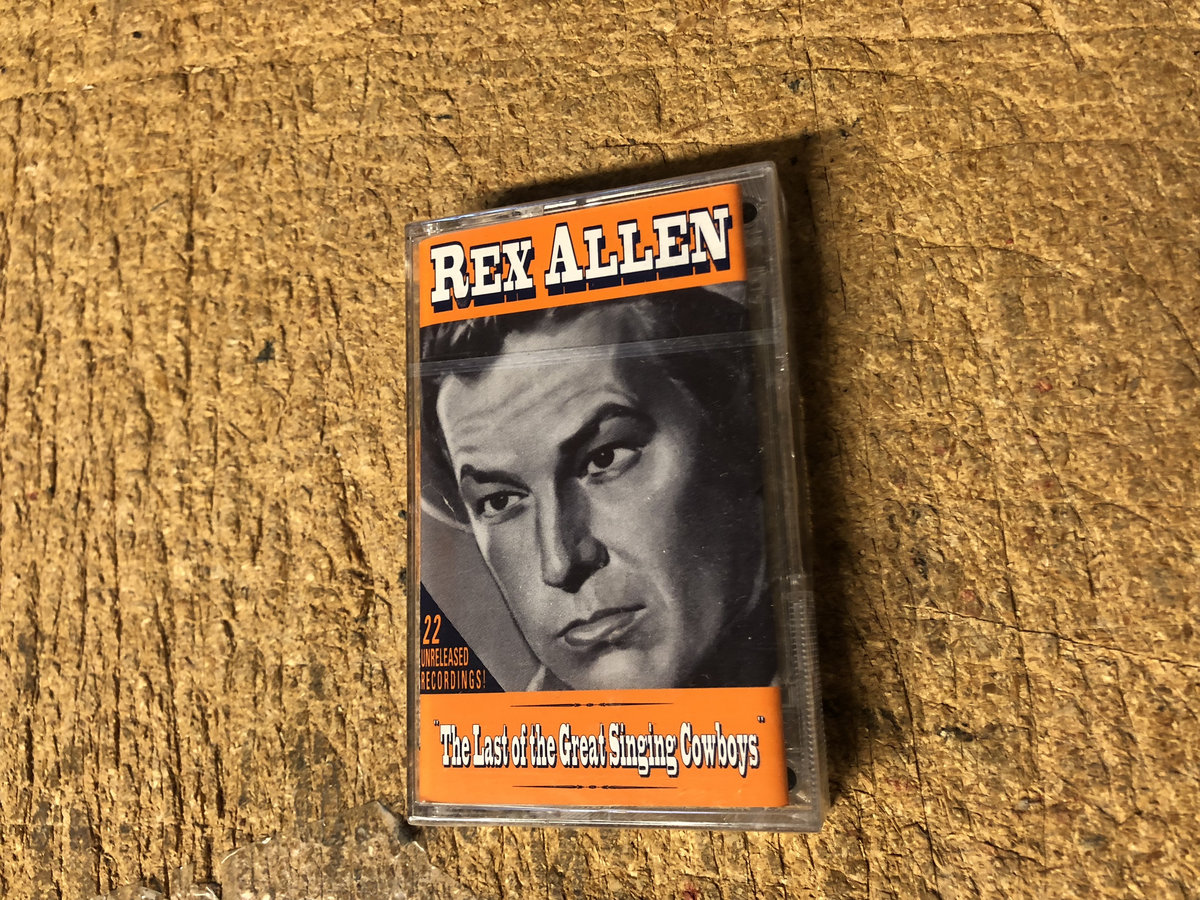 REX ALLEN
22
UNRELEASED
RECORDINGS!
"The Last of the Great Singing Cowboys"